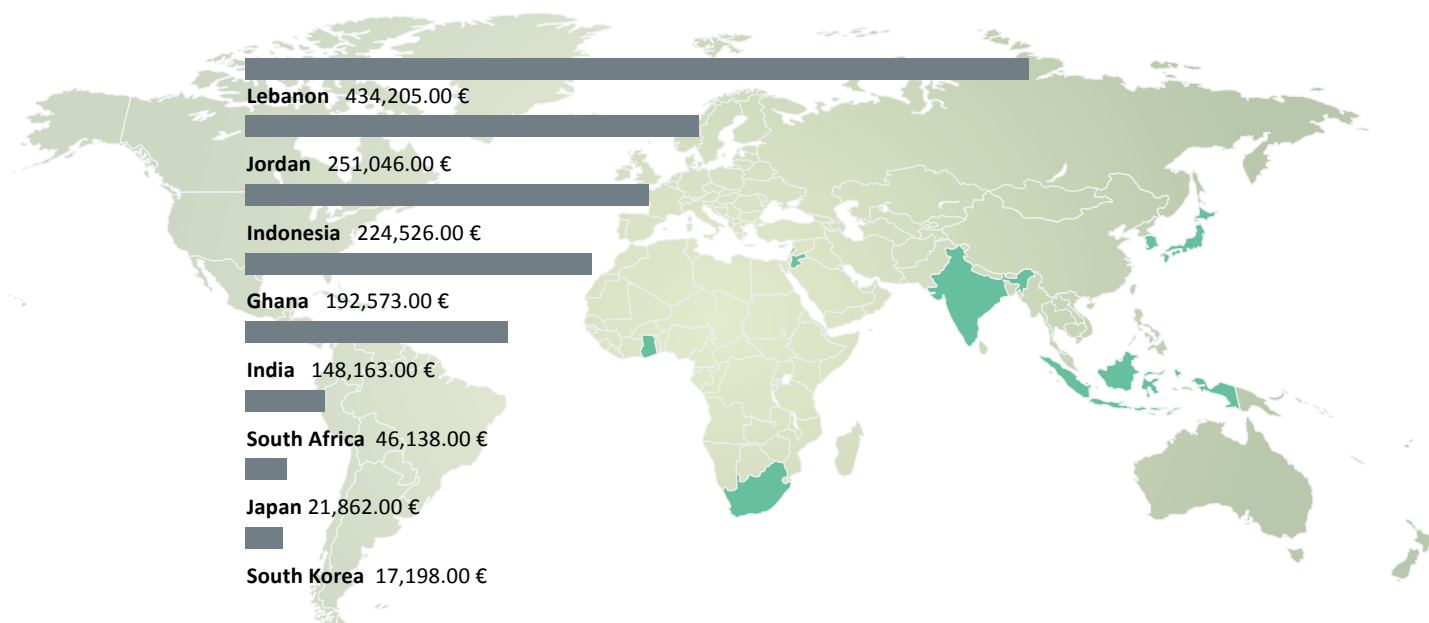 Lebanon 434,205.00 €
Jordan 251,046.00 €
Indonesia 224,526.00 €
Ghana 192,573.00 €
India 148,163.00 €
South Africa 46,138.00 €
Japan 21,862.00 €
South Korea 17,198.00 €